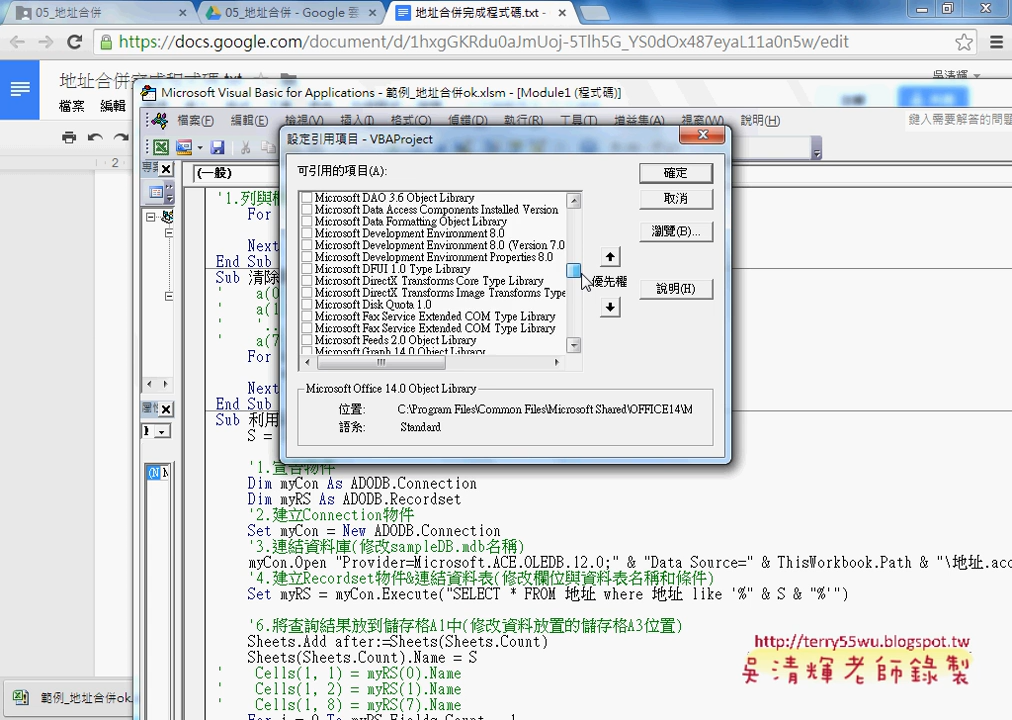 05_地址合併
05_地址合併 - Google 雲
地址合併完成程式碼.txt -
https://docs.google.com/document/d/1hxgGKRdu0aJmUoj-5Tlh5G_YS0dOx487eyaL11a0n5w/edit
地址合併完成程式碼.txt
吳清輝
檔案 編輯
Microsoft Visual Basic for Applications - 範例_地址合併ok.xlsm - [Module1 (程式碼)]
檔案(F) 編輯(E) 檢視(V) 插入(I) 格式(O) 偵錯(D) 執行(R) 工具(T) 增益集(A) 視窗(W) 說明(H)
鍵入需要解答的問題
設定引用項目 - VBAProject
可引用的項目(A):
Microsoft DAO 3.6 Object Library
Microsoft Data Access Components Installed Version
Microsoft Data Formatting Object Library
Microsoft Development Environment 8.0
Microsoft Development Environment 8.0 (Version 7.0
Microsoft Development Environment Properties 8.0
Microsoft DFUI 1.0 Type Library
Microsoft DirectX Transforms Core Type Library
Microsoft DirectX Transforms Image Transforms Type
Microsoft Disk Quota 1.0
Microsoft Fax Service Extended COM Type Library
Microsoft Fax Service Extended COM Type Library
Microsoft Feeds 2.0 Object Library
Microsoft Graph 14.0 Object Library
確定
取消
瀏覽(B)...
優先權
說明(H)
Microsoft Office 14.0 Object Library
位置: C:\Program Files\Common Files\Microsoft Shared\OFFICE14\M
語系: Standard
(一般)
'1.列與
For
Next
End Sub
Sub 清除
' a(0
' a(1
' '..
' a(7
For
Next
End Sub
Sub 利用
S =
'1.宣告物件
Dim myCon As ADODB.Connection
Dim myRS As ADODB.Recordset
'2.建立Connection物件
Set myCon = New ADODB.Connection
'3.連結資料庫(修改sampleDB.mdb名稱)
myCon.Open "Provider=Microsoft.ACE.OLEDB.12.0;" & "Data Source=" & ThisWorkbook.Path & "\地址.acc
'4.建立Recordset物件&連結資料表(修改欄位與資料表名稱和條件)
Set myRS = myCon.Execute("SELECT * FROM 地址 where 地址 like '%" & S & "%'")
'6.將查詢結果放到儲存格A1中(修改資料放置的儲存格A3位置)
Sheets.Add after:=Sheets(Sheets.Count)
Sheets(Sheets.Count).Name = S
' Cells(1, 1) = myRS(0).Name
' Cells(1, 2) = myRS(1).Name
' Cells(1, 8) = myRS(7).Name
For i = 0 To myRS.Fields.Count - 1
範例_地址合併ok.
http://terry55wu.blogspot.tw
吳清輝老師錄製